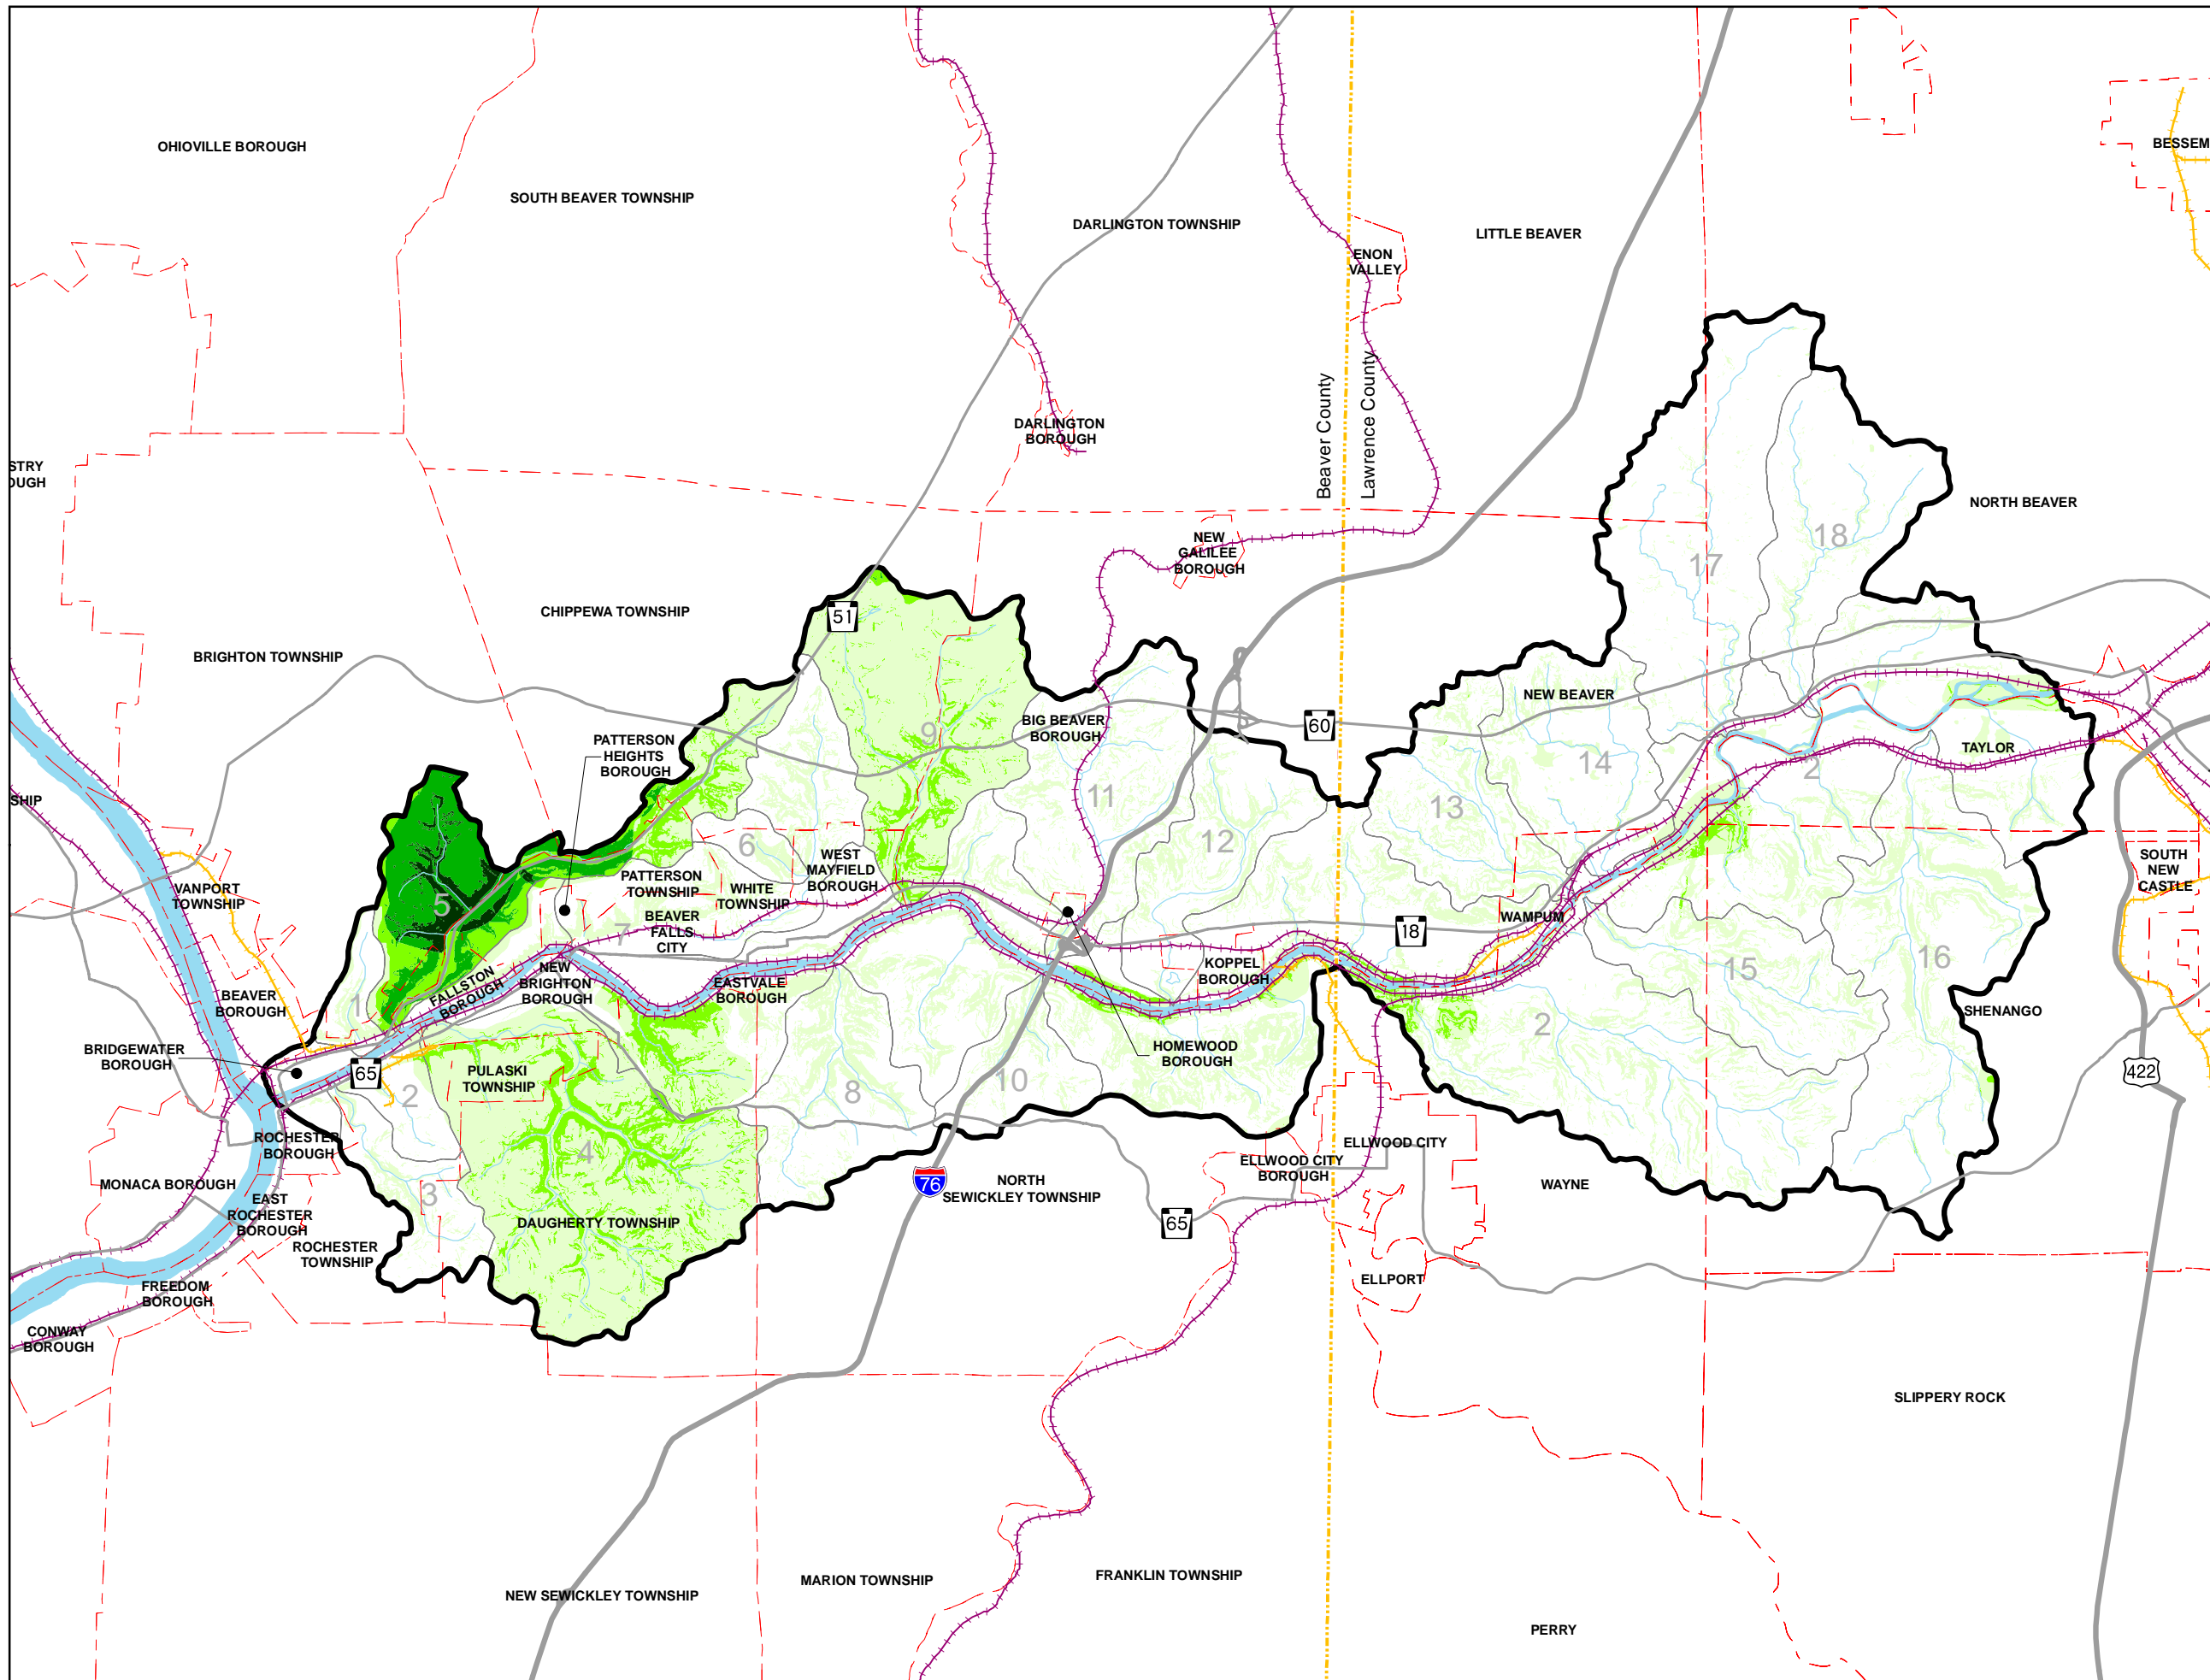 OHIOVILLE BOROUGH
SOUTH BEAVER TOWNSHIP
DARLINGTON TOWNSHIP
LITTLE BEAVER
ENON
VALLEY
BESSEM
DARLINGTON
BOROUGH
Beaver County
Lawrence County
STRY
OUGH
NORTH BEAVER
NEW
GALILEE
BOROUGH
17
18
CHIPPEWA TOWNSHIP
51
BRIGHTON TOWNSHIP
NEW BEAVER
BIG BEAVER
BOROUGH
60
9
PATTERSON
HEIGHTS
BOROUGH
TAYLOR
14
2
SHIP
11
13
12
6
WEST
MAYFIELD
BOROUGH
SOUTH
NEW
CASTLE
PATTERSON
TOWNSHIP
WHITE
TOWNSHIP
VANPORT
TOWNSHIP
5
BEAVER
FALLS
CITY
7
WAMPUM
18
16
15
KOPPEL
BOROUGH
NEW
BRIGHTON
BOROUGH
EASTVALE
BOROUGH
FALLSTON
BOROUGH
BEAVER
BOROUGH
1
SHENANGO
2
BRIDGEWATER
BOROUGH
HOMEWOOD
BOROUGH
65
PULASKI
TOWNSHIP
422
2
8
10
ROCHESTER
BOROUGH
4
ELLWOOD CITY
ELLWOOD CITY
BOROUGH
76
NORTH
SEWICKLEY TOWNSHIP
WAYNE
MONACA BOROUGH
3
EAST
ROCHESTER
BOROUGH
DAUGHERTY TOWNSHIP
65
ROCHESTER
TOWNSHIP
ELLPORT
FREEDOM
BOROUGH
CONWAY
BOROUGH
SLIPPERY ROCK
NEW SEWICKLEY TOWNSHIP
MARION TOWNSHIP
FRANKLIN TOWNSHIP
PERRY